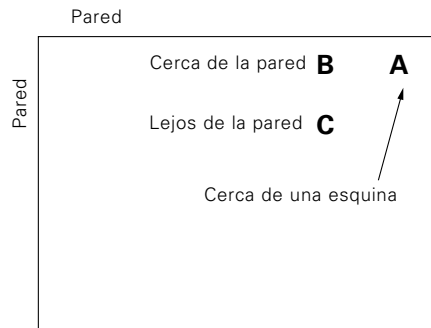 Pared
Pared
Cerca de la pared B A
Lejos de la pared C
Cerca de una esquina